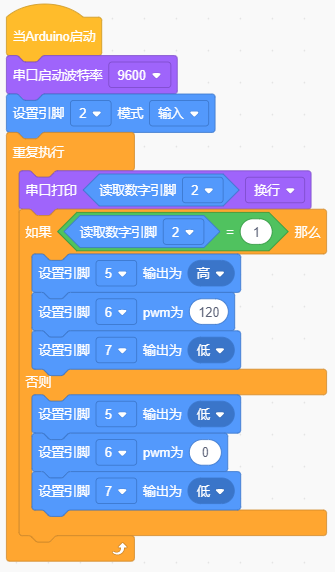 当Arduino启动
串口启动波特率 9600
设置引脚 2 模式 输入
重复执行
串口打印 读取数字引脚 2 换行
如果 读取数字引脚 2 = 1 那么
设置引脚 5 输出为 高
设置引脚 6 pwm为 120
设置引脚 7 输出为 低
否则
设置引脚 5 输出为 低
设置引脚 6 pwm为 0
设置引脚 7 输出为 低